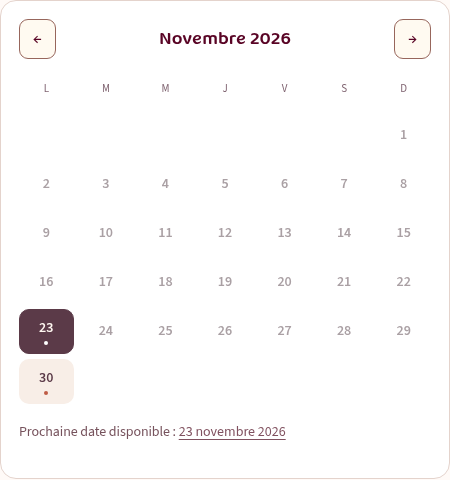 ← Novembre 2026 →
L M M J V S D
1
2 3 4 5 6 7 8
9 10 11 12 13 14 15
16 17 18 19 20 21 22
23 24 25 26 27 28 29
30
Prochaine date disponible : 23 novembre 2026